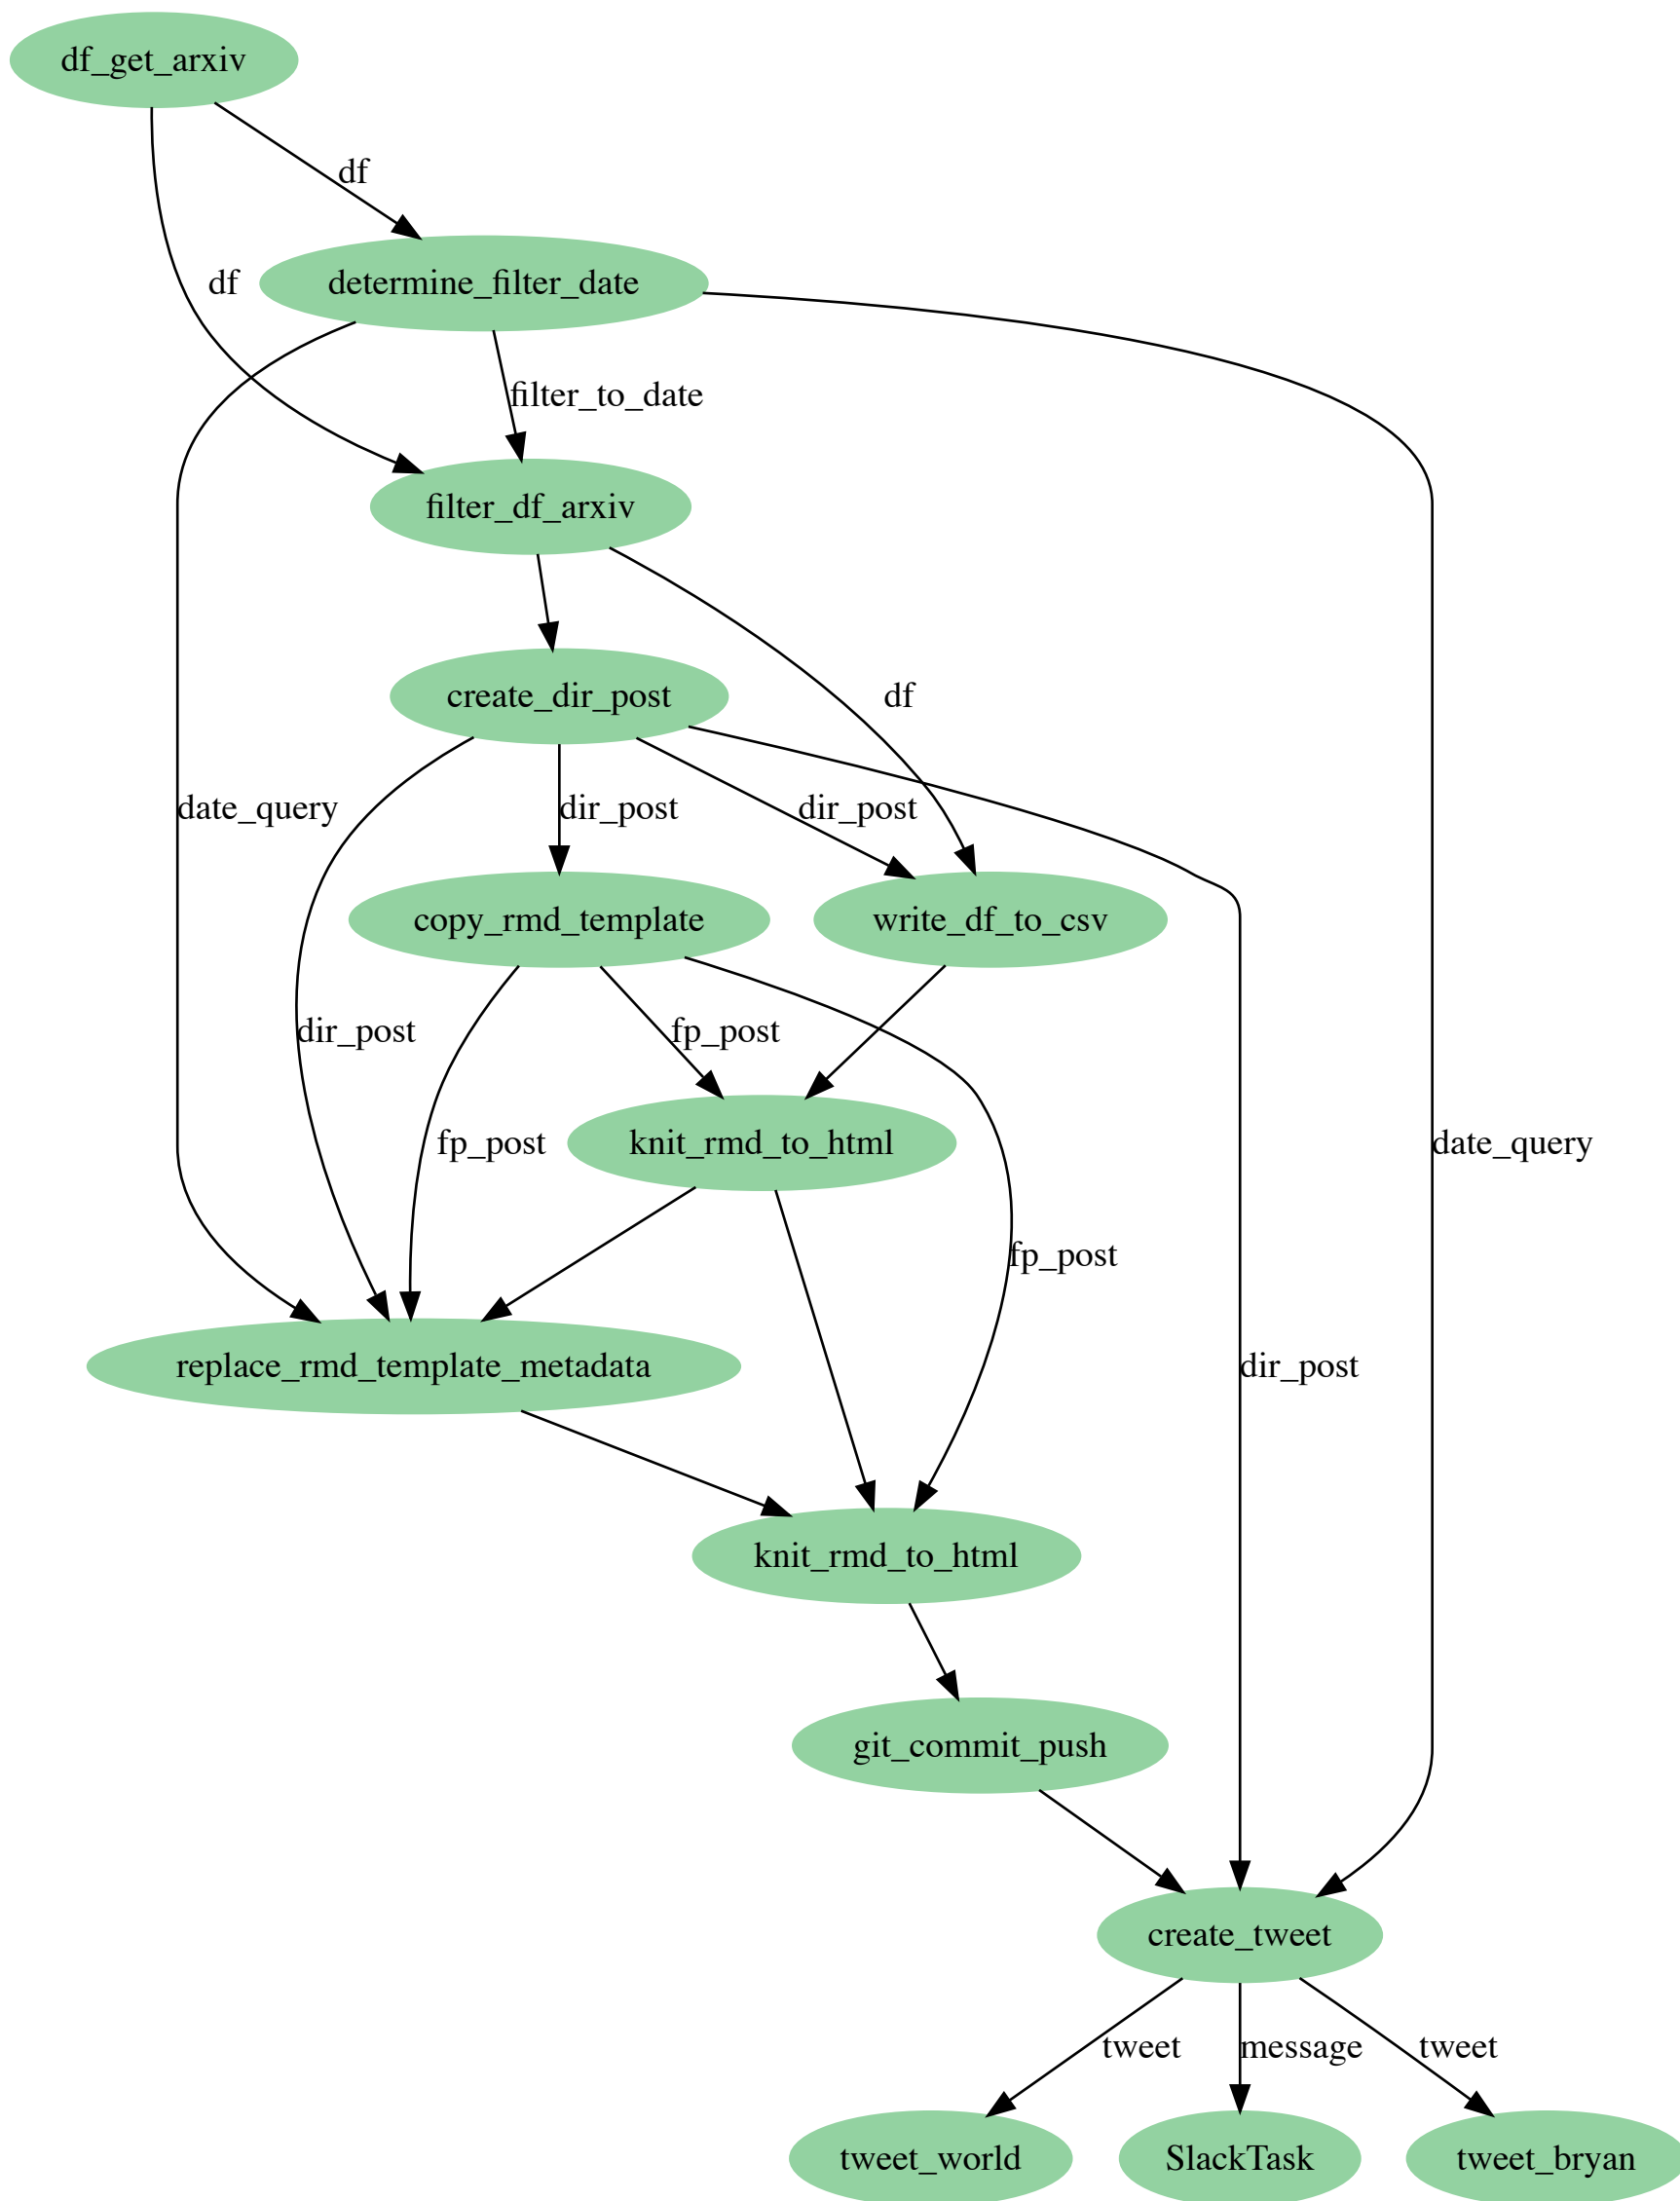 df_get_arxiv
df
df
determine_filter_date
filter_to_date
filter_df_arxiv
create_dir_post
df
date_query
dir_post
dir_post
copy_rmd_template
write_df_to_csv
dir_post
fp_post
fp_post
knit_rmd_to_html
date_query
fp_post
replace_rmd_template_metadata
dir_post
knit_rmd_to_html
git_commit_push
create_tweet
tweet
message
tweet
tweet_world
SlackTask
tweet_bryan